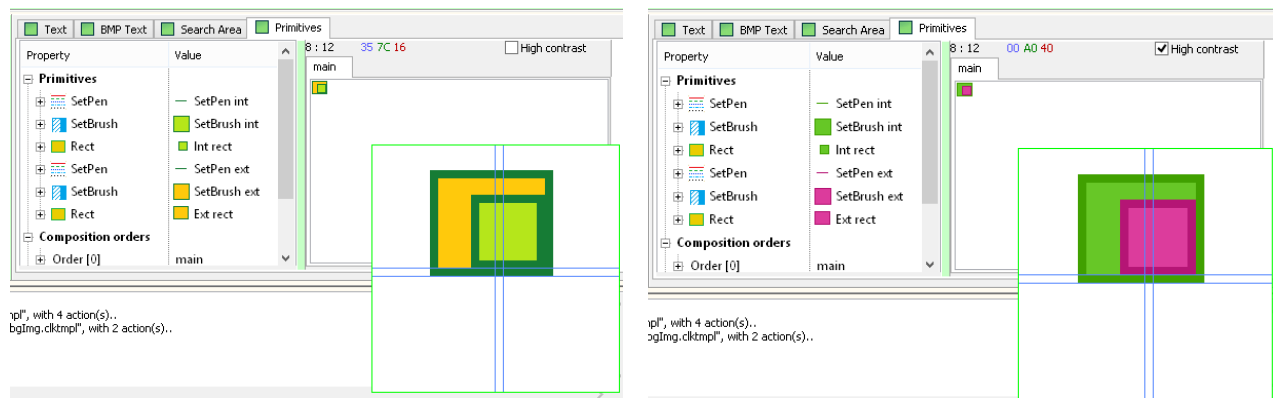 Text BMP Text Search Area Primitives
Property Value
8 : 12 35 7C 16 High contrast
main
Primitives
SetPen SetPen int
SetBrush SetBrush int
Rect Int rect
SetPen SetPen ext
SetBrush SetBrush ext
Rect Ext rect
Composition orders
Order [0] main
npl", with 4 action(s)..
bgImg.clktmpl", with 2 action(s)..
Text BMP Text Search Area Primitives
Property Value
8 : 12 00 A0 40 High contrast
main
Primitives
SetPen SetPen int
SetBrush SetBrush int
Rect Int rect
SetPen SetPen ext
SetBrush SetBrush ext
Rect Ext rect
Composition orders
Order [0] main
npl", with 4 action(s)..
ogImg.clktmpl", with 2 action(s)..